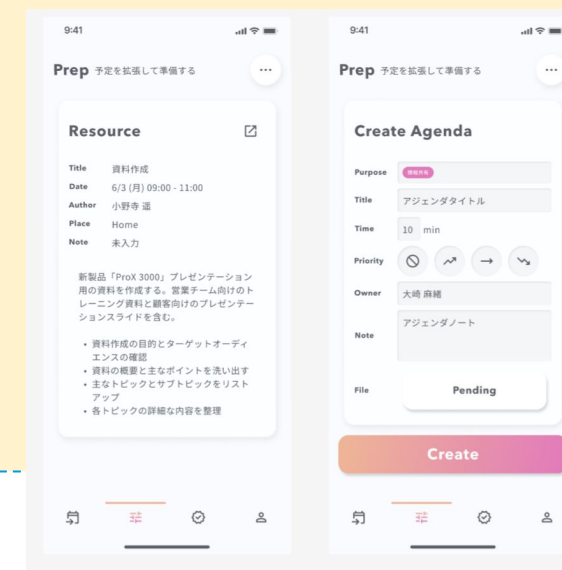 9:41
Prep 予定を拡張して準備する
Resource
Title 資料作成
Date 6/3 (月) 09:00 - 11:00
Author 小野寺 遥
Place Home
Note 未入力
新製品「ProX 3000」プレゼンテーション
用の資料を作成する。営業チーム向けのト
レーニング資料と顧客向けのプレゼンテー
ションスライドを含む。
• 資料作成の目的とターゲットオーディ
エンスの確認
• 資料の概要と主なポイントを洗い出す
• 主なトピックとサブトピックをリスト
アップ
• 各トピックの詳細な内容を整理
9:41
Prep 予定を拡張して準備する
Create Agenda
Purpose
Title アジェンダタイトル
Time 10 min
Priority
Owner 大崎 麻緒
Note アジェンダノート
File Pending
Create